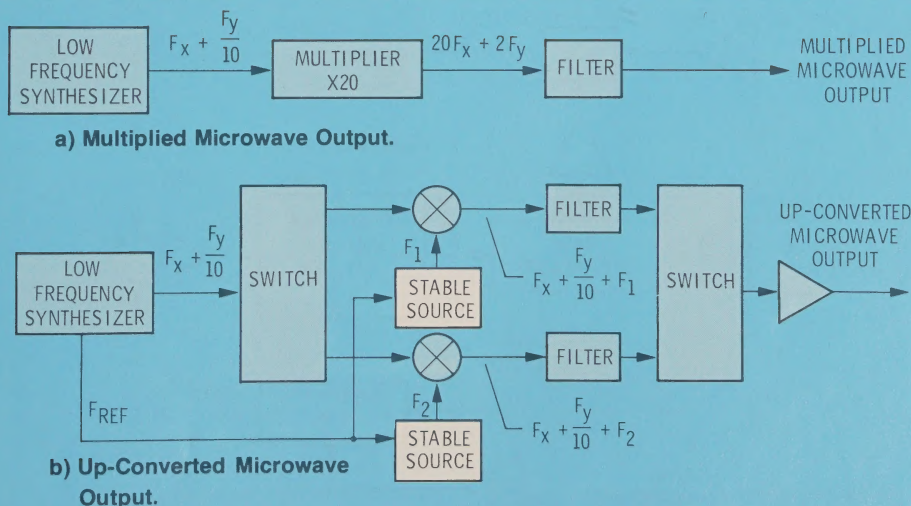 LOW
FREQUENCY
SYNTHESIZER
Fx + Fy/10
MULTIPLIER
X20
20Fx + 2Fy
FILTER
MULTIPLIED
MICROWAVE
OUTPUT
a) Multiplied Microwave Output.
LOW
FREQUENCY
SYNTHESIZER
Fx + Fy/10
FREF
SWITCH
F1
STABLE
SOURCE
FILTER
Fx + Fy/10 + F1
F2
STABLE
SOURCE
FILTER
Fx + Fy/10 + F2
SWITCH
UP-CONVERTED
MICROWAVE
OUTPUT
b) Up-Converted Microwave
Output.